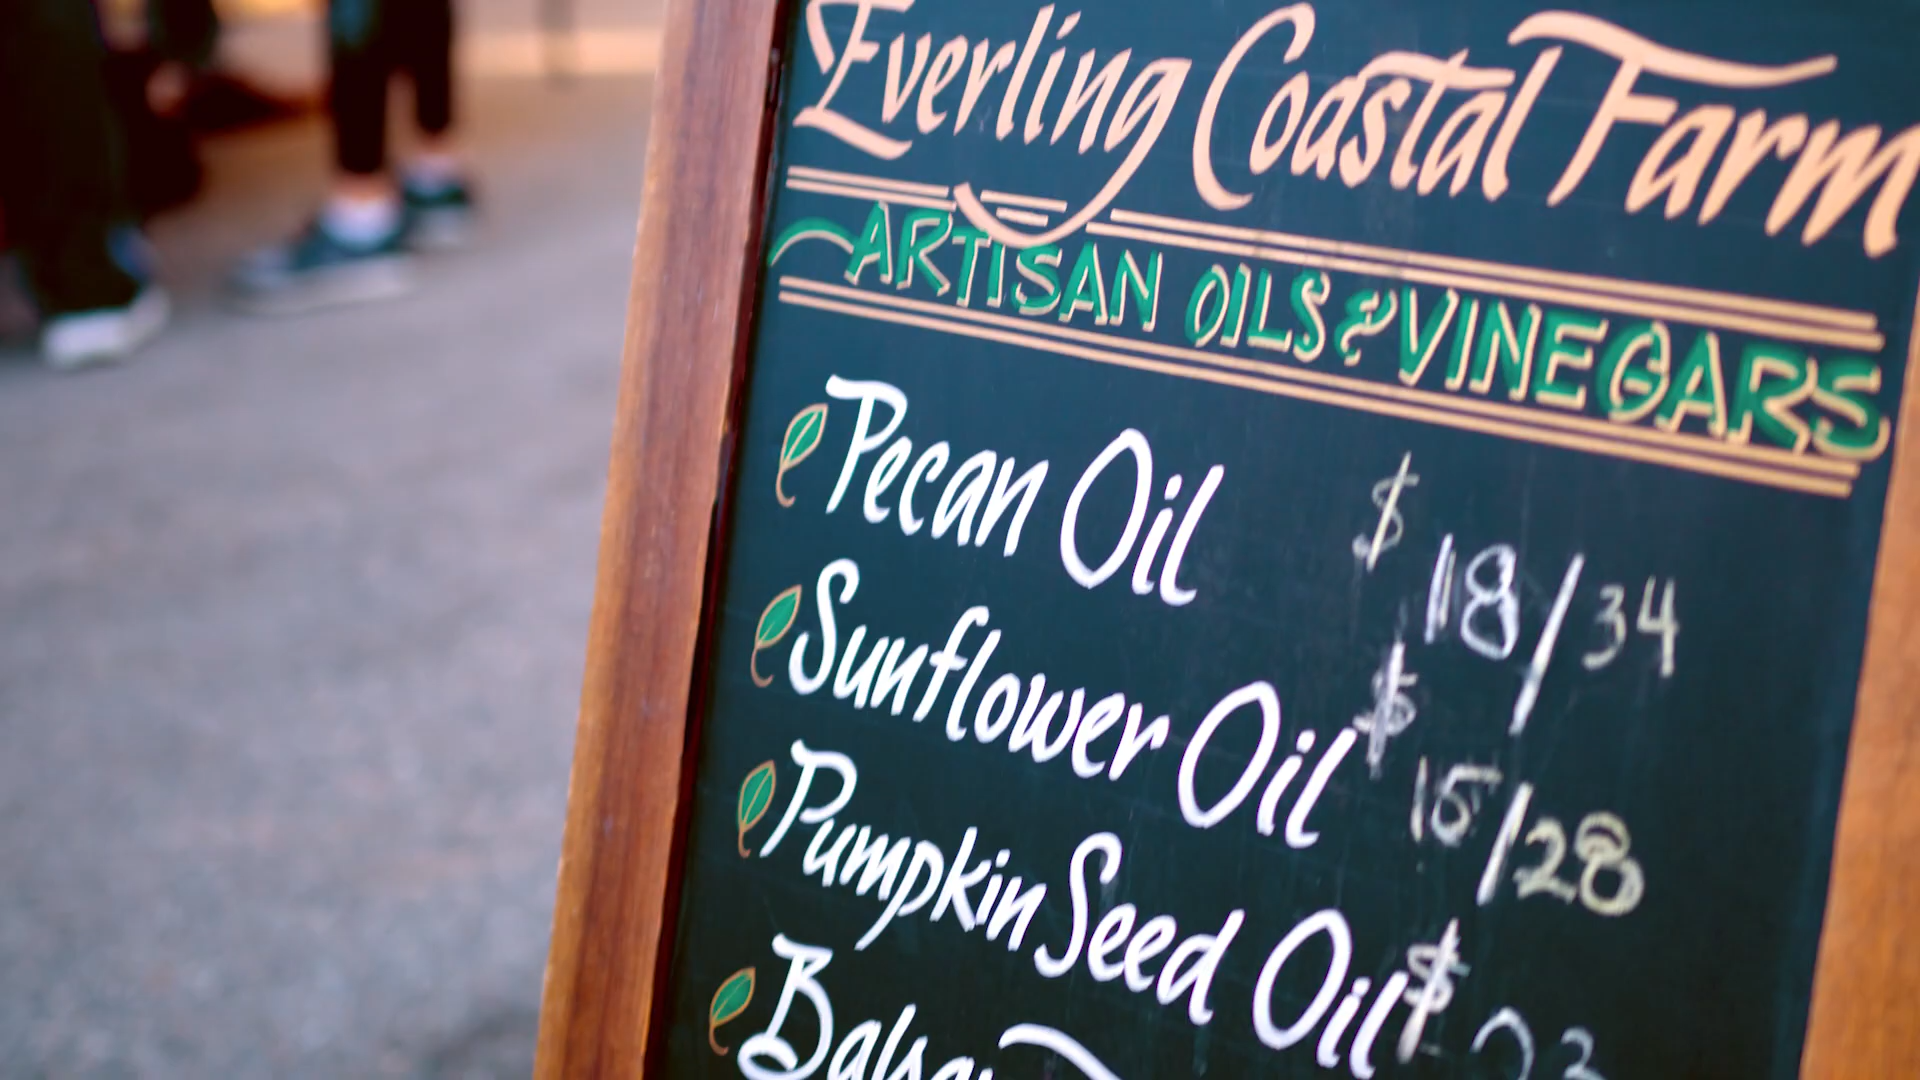 Everling Coastal Farm
ARTISAN OILS & VINEGARS
Pecan Oil $18/34
Sunflower Oil $15/28
Pumpkin Seed Oil $